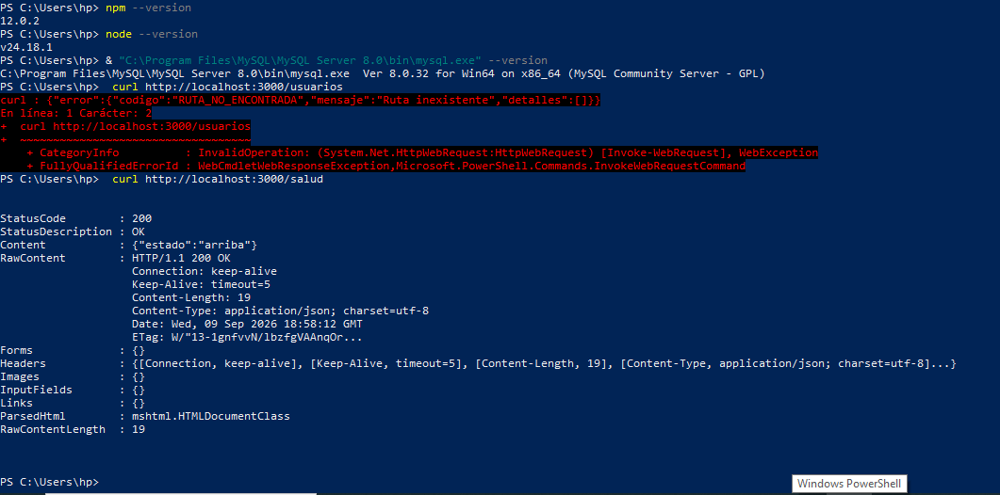 PS C:\Users\hp> npm --version
12.0.2
PS C:\Users\hp> node --version
v24.18.1
PS C:\Users\hp> & "C:\Program Files\MySQL\MySQL Server 8.0\bin\mysql.exe" --version
C:\Program Files\MySQL\MySQL Server 8.0\bin\mysql.exe  Ver 8.0.32 for Win64 on x86_64 (MySQL Community Server - GPL)
PS C:\Users\hp>  curl http://localhost:3000/usuarios
curl : {"error":{"codigo":"RUTA_NO_ENCONTRADA","mensaje":"Ruta inexistente","detalles":[]}}
En línea: 1 Carácter: 2
+  curl http://localhost:3000/usuarios
+  ~~~~~~~~~~~~~~~~~~~~~~~~~~~~~~~~~~~
    + CategoryInfo          : InvalidOperation: (System.Net.HttpWebRequest:HttpWebRequest) [Invoke-WebRequest], WebException
    + FullyQualifiedErrorId : WebCmdletWebResponseException,Microsoft.PowerShell.Commands.InvokeWebRequestCommand
PS C:\Users\hp>  curl http://localhost:3000/salud
StatusCode        : 200
StatusDescription : OK
Content           : {"estado":"arriba"}
RawContent        : HTTP/1.1 200 OK
                    Connection: keep-alive
                    Keep-Alive: timeout=5
                    Content-Length: 19
                    Content-Type: application/json; charset=utf-8
                    Date: Wed, 09 Sep 2026 18:58:12 GMT
                    ETag: W/"13-1gnfvvN/lbzfgVAAnqOr...
Forms             : {}
Headers           : {[Connection, keep-alive], [Keep-Alive, timeout=5], [Content-Length, 19], [Content-Type, application/json; charset=utf-8]...}
Images            : {}
InputFields       : {}
Links             : {}
ParsedHtml        : mshtml.HTMLDocumentClass
RawContentLength  : 19
PS C:\Users\hp>
Windows PowerShell